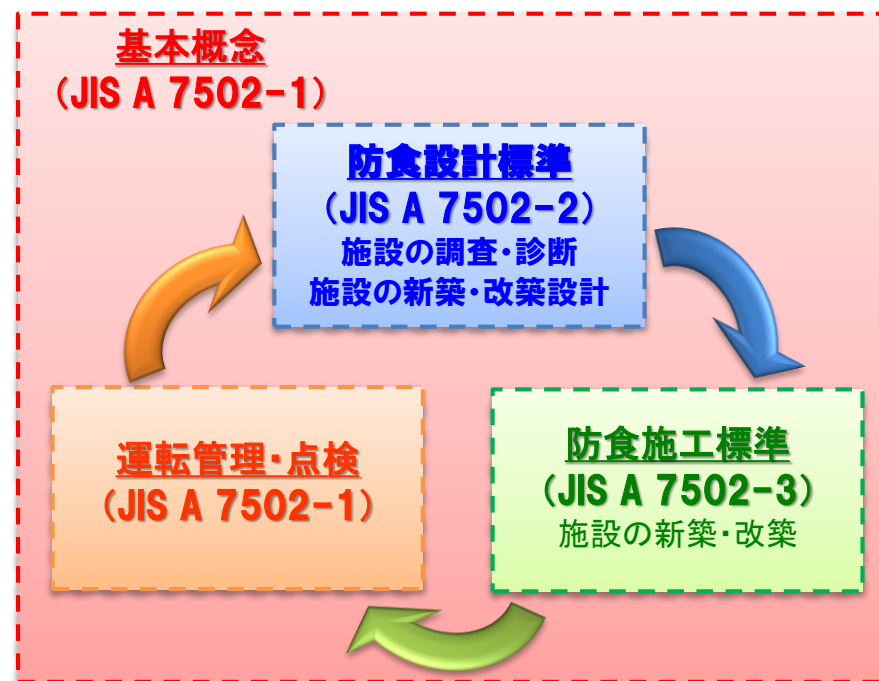 基本概念
(JIS A 7502-1)
防食設計標準
(JIS A 7502-2)
施設の調査・診断
施設の新築・改築設計
運転管理・点検
(JIS A 7502-1)
防食施工標準
(JIS A 7502-3)
施設の新築・改築